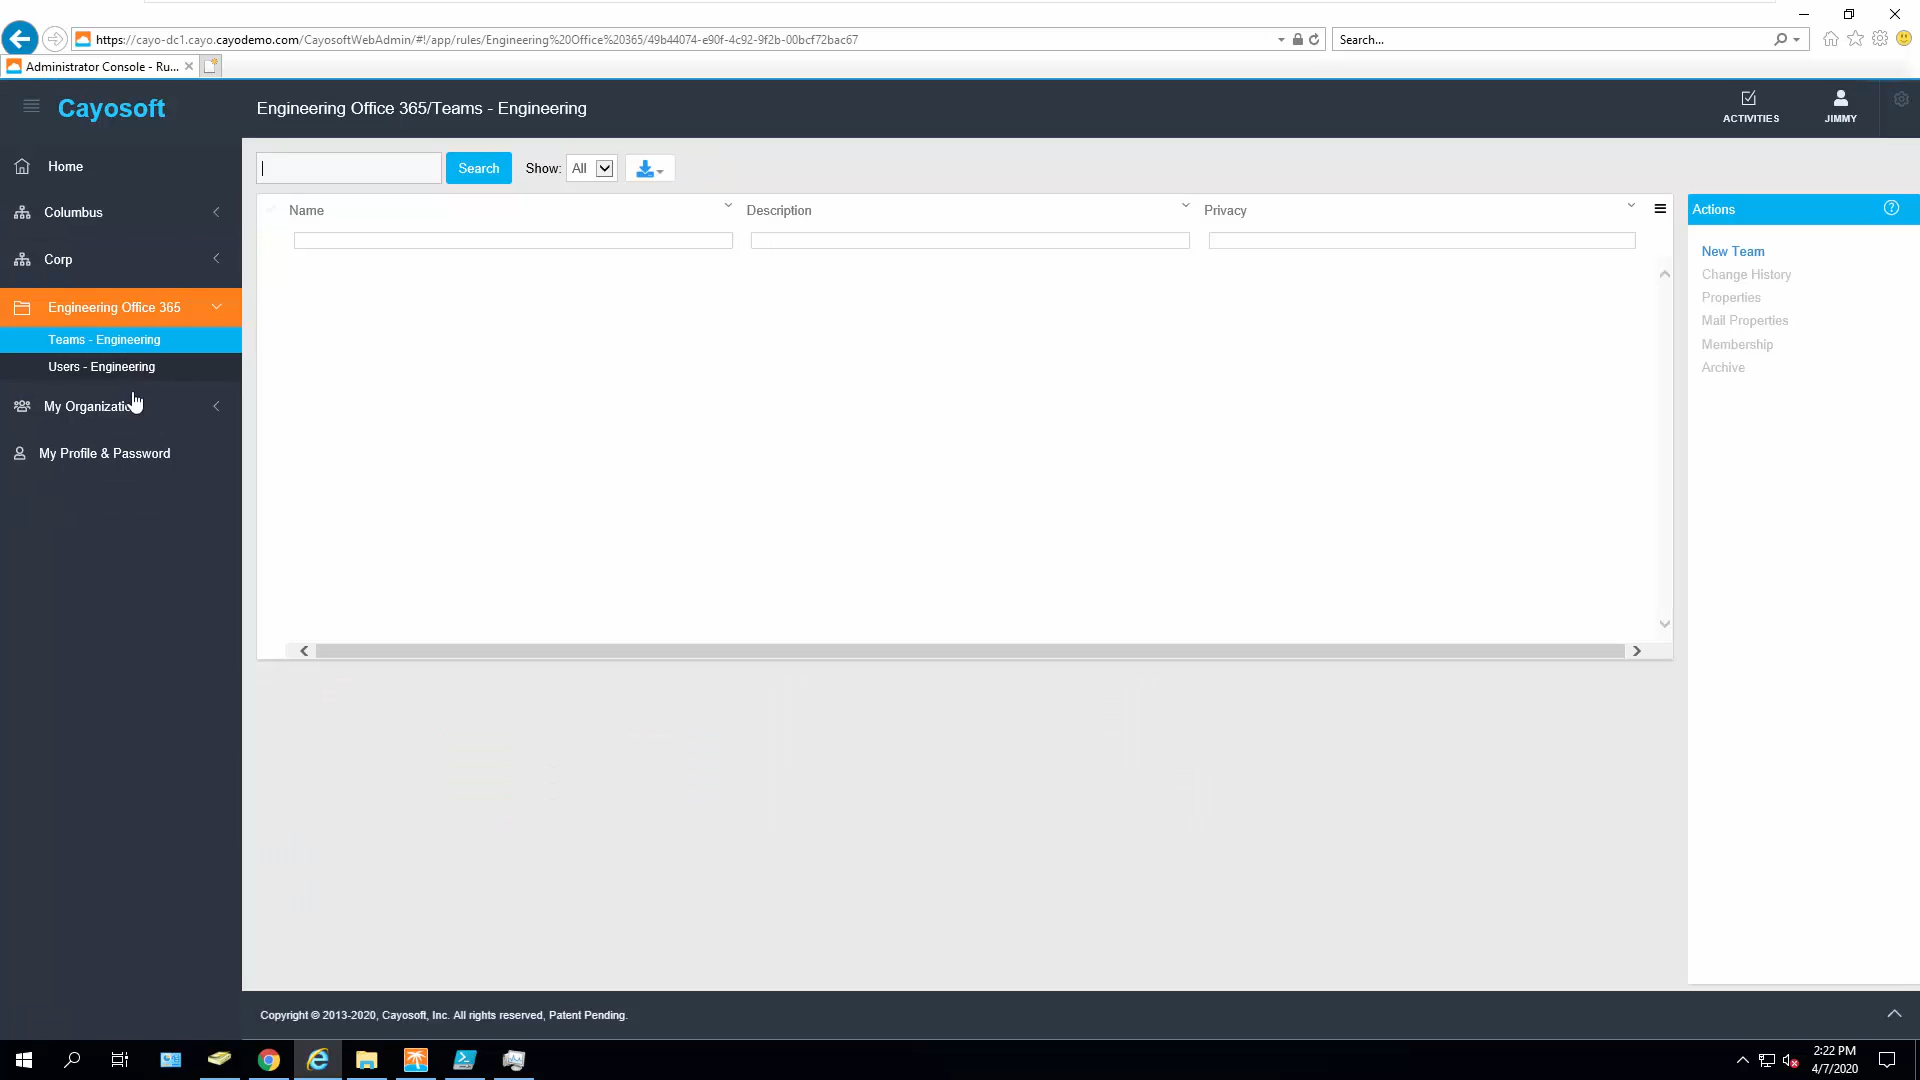 https://cayo-dc1.cayo.cayodemo.com/CayosoftWebAdmin/#!/app/rules/Engineering%20Office%20365/49b44074-e90f-4c92-9f2b-00bcf72bac67
Search...
Administrator Console - Ru...
Cayosoft
Engineering Office 365/Teams - Engineering
ACTIVITIES
JIMMY
Home
Search
Show:
All
Columbus
Name
Description
Privacy
Actions
Corp
New Team
Change History
Properties
Mail Properties
Membership
Archive
Engineering Office 365
Teams - Engineering
Users - Engineering
My Organizatio
My Profile & Password
Copyright © 2013-2020, Cayosoft, Inc. All rights reserved, Patent Pending.
2:22 PM
4/7/2020